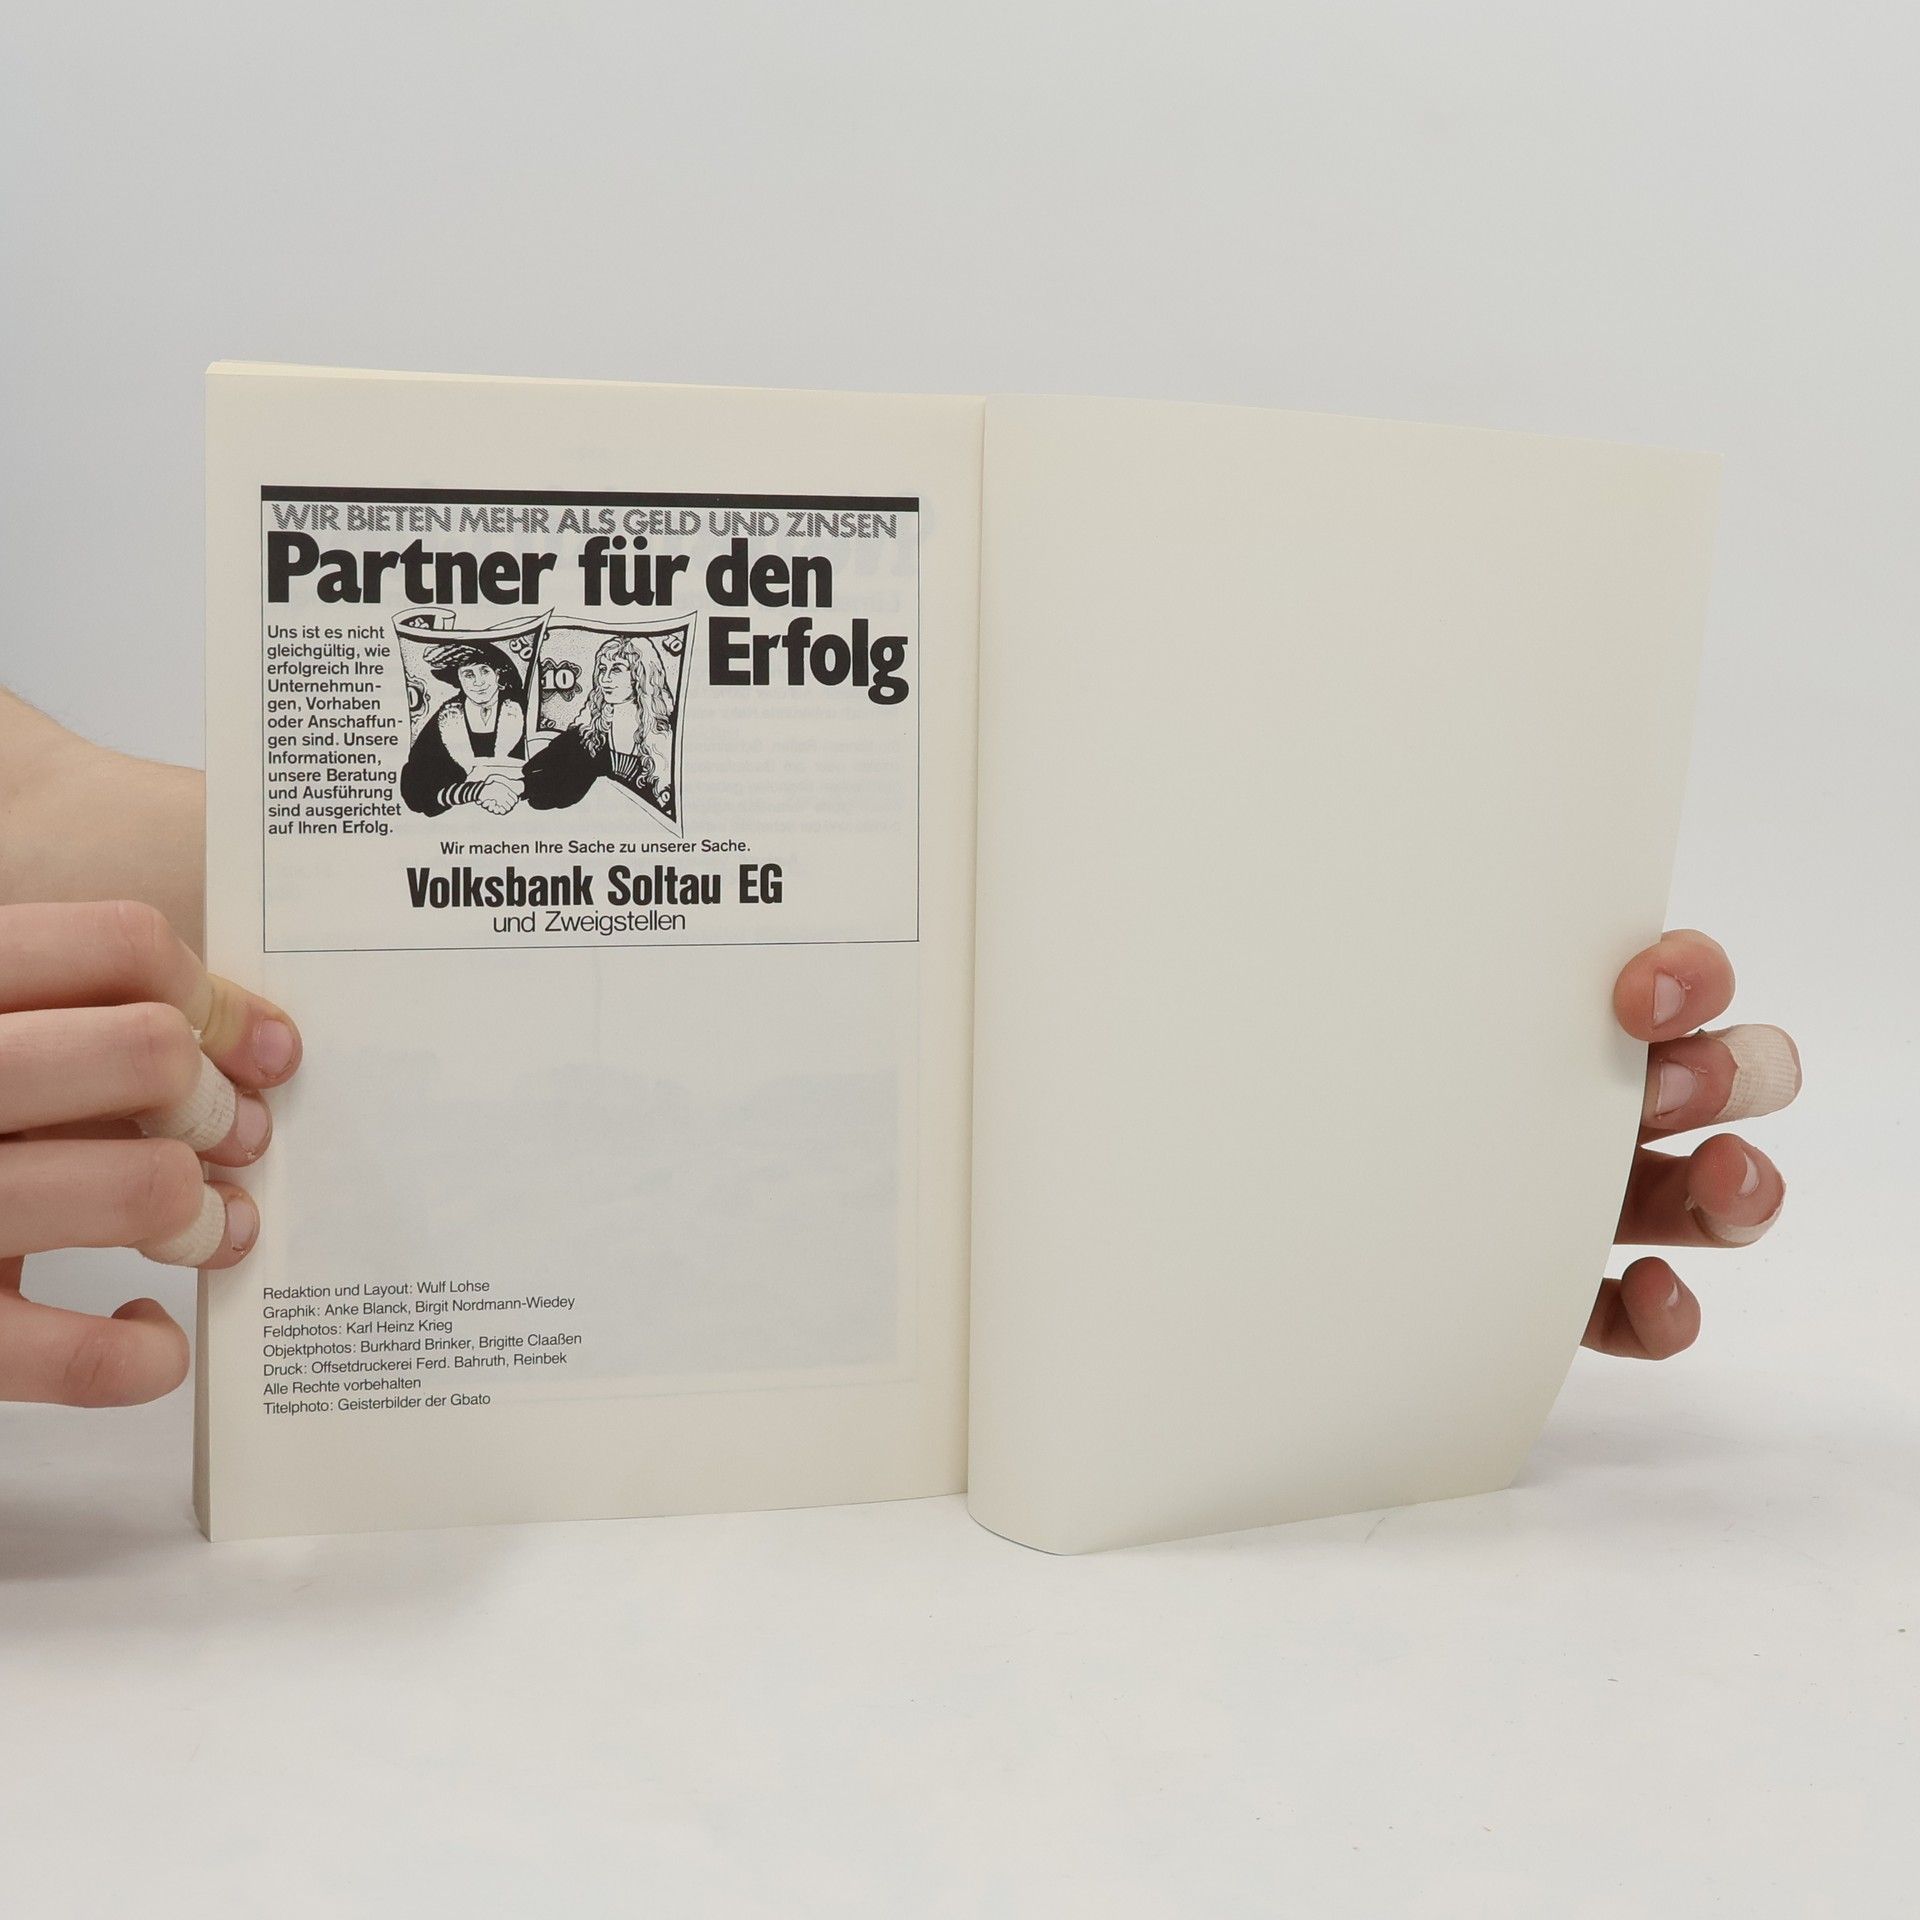 WIR BIETEN MEHR ALS GELD UND ZINSEN
Partner für den
Erfolg
Uns ist es nicht
gleichgültig, wie
erfolgreich Ihre
Unternehmun-
gen, Vorhaben
oder Anschaffun-
gen sind. Unsere
Informationen,
unsere Beratung
und Ausführung
sind ausgerichtet
auf Ihren Erfolg.
10
Wir machen Ihre Sache zu unserer Sache.
Volksbank Soltau EG
und Zweigstellen
Redaktion und Layout: Wulf Lohse
Graphik: Anke Blanck, Birgit Nordmann-Wiedey
Feldphotos: Karl Heinz Krieg
Objektphotos: Burkhard Brinker, Brigitte Claaßen
Druck: Offsetdruckerei Ferd. Bahruth, Reinbek
Alle Rechte vorbehalten
Titelphoto: Geisterbilder der Gbato